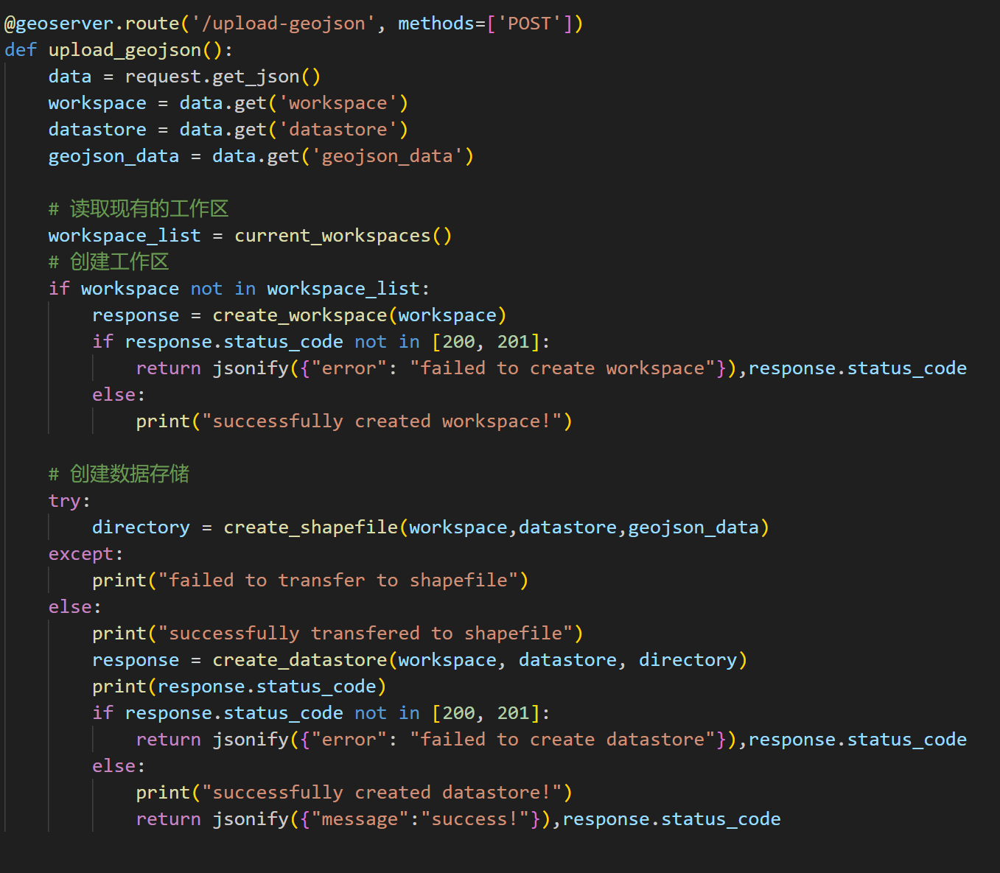 @geoserver.route('/upload-geojson', methods=['POST'])
def upload_geojson():
    data = request.get_json()
    workspace = data.get('workspace')
    datastore = data.get('datastore')
    geojson_data = data.get('geojson_data')

    # 读取现有的工作区
    workspace_list = current_workspaces()
    # 创建工作区
    if workspace not in workspace_list:
        response = create_workspace(workspace)
        if response.status_code not in [200, 201]:
            return jsonify({"error": "failed to create workspace"}),response.status_code
        else:
            print("successfully created workspace!")

    # 创建数据存储
    try:
        directory = create_shapefile(workspace,datastore,geojson_data)
    except:
        print("failed to transfer to shapefile")
    else:
        print("successfully transfered to shapefile")
        response = create_datastore(workspace, datastore, directory)
        print(response.status_code)
        if response.status_code not in [200, 201]:
            return jsonify({"error": "failed to create datastore"}),response.status_code
        else:
            print("successfully created datastore!")
            return jsonify({"message":"success!"}),response.status_code